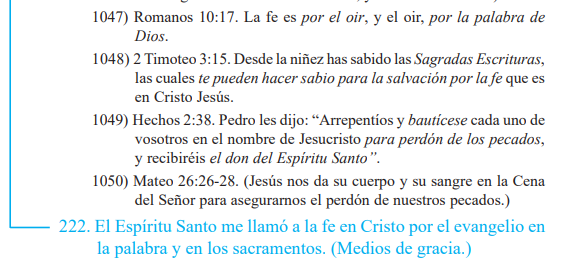 1047) Romanos 10:17. La fe es por el oir, y el oir, por la palabra de
Dios.
1048) 2 Timoteo 3:15. Desde la niñez has sabido las Sagradas Escrituras,
las cuales te pueden hacer sabio para la salvación por la fe que es
en Cristo Jesús.
1049) Hechos 2:38. Pedro les dijo: “Arrepentíos y bautícese cada uno de
vosotros en el nombre de Jesucristo para perdón de los pecados,
y recibiréis el don del Espíritu Santo”.
1050) Mateo 26:26-28. (Jesús nos da su cuerpo y su sangre en la Cena
del Señor para asegurarnos el perdón de nuestros pecados.)
222. El Espíritu Santo me llamó a la fe en Cristo por el evangelio en
la palabra y en los sacramentos. (Medios de gracia.)